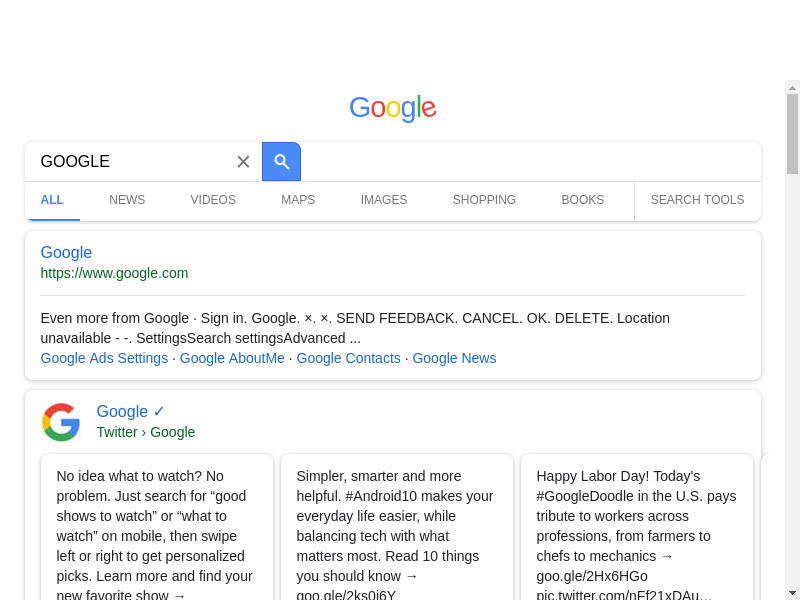 Google
GOOGLE
ALL NEWS VIDEOS MAPS IMAGES SHOPPING BOOKS SEARCH TOOLS
Google
https://www.google.com
Even more from Google · Sign in. Google. ×. ×. SEND FEEDBACK. CANCEL. OK. DELETE. Location
unavailable - -. SettingsSearch settingsAdvanced ...
Google Ads Settings · Google AboutMe · Google Contacts · Google News
Google ✓
Twitter › Google
No idea what to watch? No
problem. Just search for “good
shows to watch” or “what to
watch” on mobile, then swipe
left or right to get personalized
picks. Learn more and find your
new favorite show →
Simpler, smarter and more
helpful. #Android10 makes your
everyday life easier, while
balancing tech with what
matters most. Read 10 things
you should know →
goo.gle/2ks0i6Y
Happy Labor Day! Today's
#GoogleDoodle in the U.S. pays
tribute to workers across
professions, from farmers to
chefs to mechanics →
goo.gle/2Hx6HGo
pic.twitter.com/nFf21xDAu…